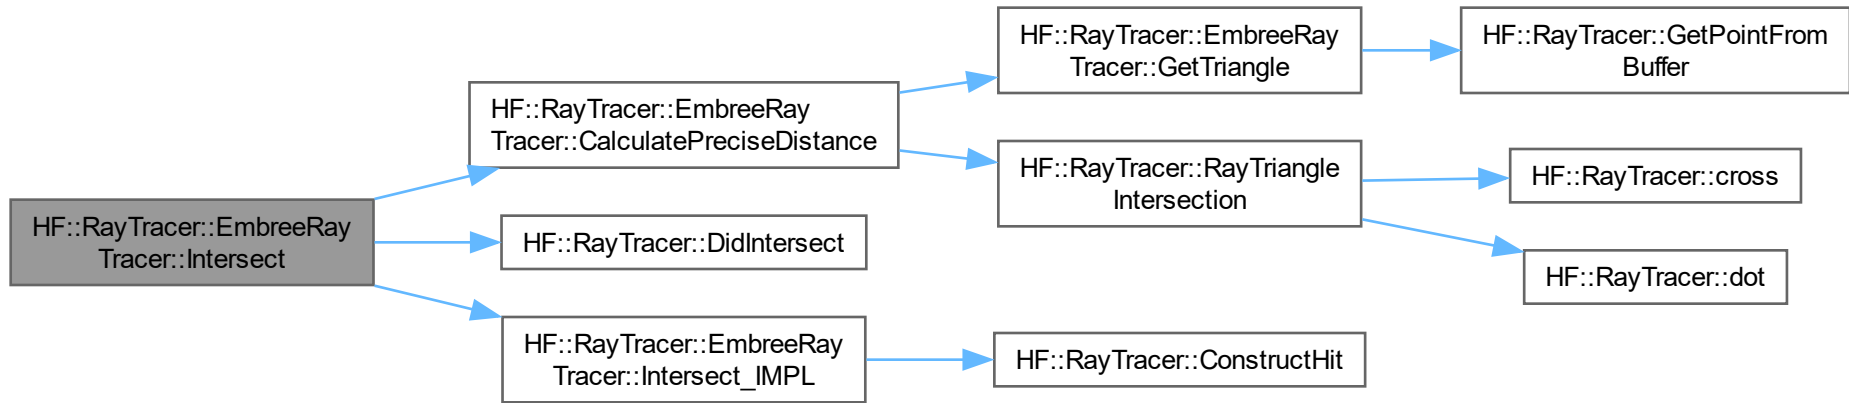 HF::RayTracer::EmbreeRay
Tracer::Intersect
HF::RayTracer::EmbreeRay
Tracer::CalculatePreciseDistance
HF::RayTracer::EmbreeRay
Tracer::GetTriangle
HF::RayTracer::GetPointFrom
Buffer
HF::RayTracer::RayTriangle
Intersection
HF::RayTracer::cross
HF::RayTracer::dot
HF::RayTracer::DidIntersect
HF::RayTracer::EmbreeRay
Tracer::Intersect_IMPL
HF::RayTracer::ConstructHit